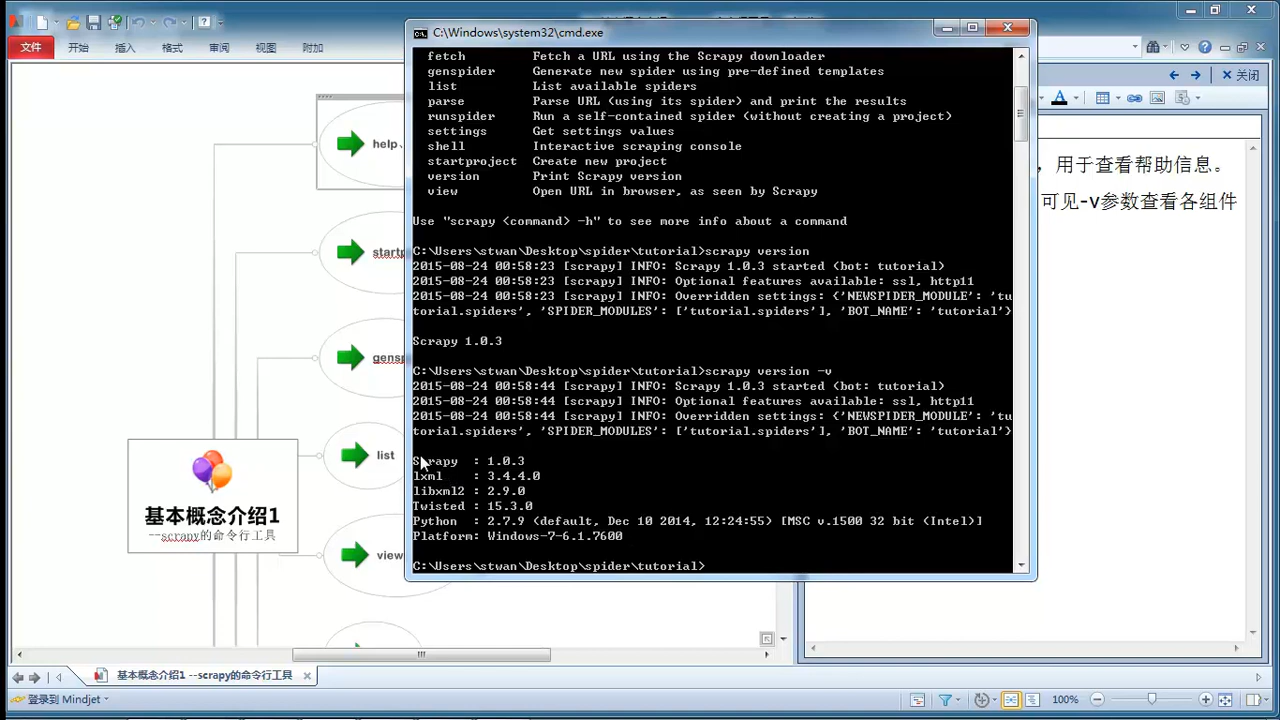 C:\Windows\system32\cmd.exe
文件
开始
插入
格式
审阅
视图
附加
关闭
fetch Fetch a URL using the Scrapy downloader
genspider Generate new spider using pre-defined templates
list List available spiders
parse Parse URL (using its spider) and print the results
runspider Run a self-contained spider (without creating a project)
settings Get settings values
shell Interactive scraping console
startproject Create new project
version Print Scrapy version
view Open URL in browser, as seen by Scrapy
Use "scrapy <command> -h" to see more info about a command
C:\Users\stwan\Desktop\spider\tutorial>scrapy version
2015-08-24 00:58:23 [scrapy] INFO: Scrapy 1.0.3 started (bot: tutorial)
2015-08-24 00:58:23 [scrapy] INFO: Optional features available: ssl, http11
2015-08-24 00:58:23 [scrapy] INFO: Overridden settings: {'NEWSPIDER_MODULE': 'tu
torial.spiders', 'SPIDER_MODULES': ['tutorial.spiders'], 'BOT_NAME': 'tutorial'}
Scrapy 1.0.3
C:\Users\stwan\Desktop\spider\tutorial>scrapy version -v
2015-08-24 00:58:44 [scrapy] INFO: Scrapy 1.0.3 started (bot: tutorial)
2015-08-24 00:58:44 [scrapy] INFO: Optional features available: ssl, http11
2015-08-24 00:58:44 [scrapy] INFO: Overridden settings: {'NEWSPIDER_MODULE': 'tu
torial.spiders', 'SPIDER_MODULES': ['tutorial.spiders'], 'BOT_NAME': 'tutorial'}
Scrapy : 1.0.3
lxml : 3.4.4.0
libxml2 : 2.9.0
Twisted : 15.3.0
Python : 2.7.9 (default, Dec 10 2014, 12:24:55) [MSC v.1500 32 bit (Intel)]
Platform: Windows-7-6.1.7600
C:\Users\stwan\Desktop\spider\tutorial>
help、
startp
gensp
list
view
基本概念介绍1
--scrapy的命令行工具
，用于查看帮助信息。
可见-v参数查看各组件
基本概念介绍1 --scrapy的命令行工具
登录到 Mindjet
100%